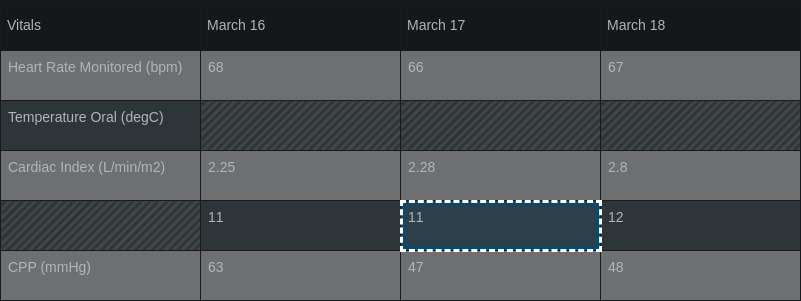 Vitals March 16 March 17 March 18
Heart Rate Monitored (bpm) 68 66 67
Temperature Oral (degC)
Cardiac Index (L/min/m2) 2.25 2.28 2.8
11 11 12
CPP (mmHg) 63 47 48